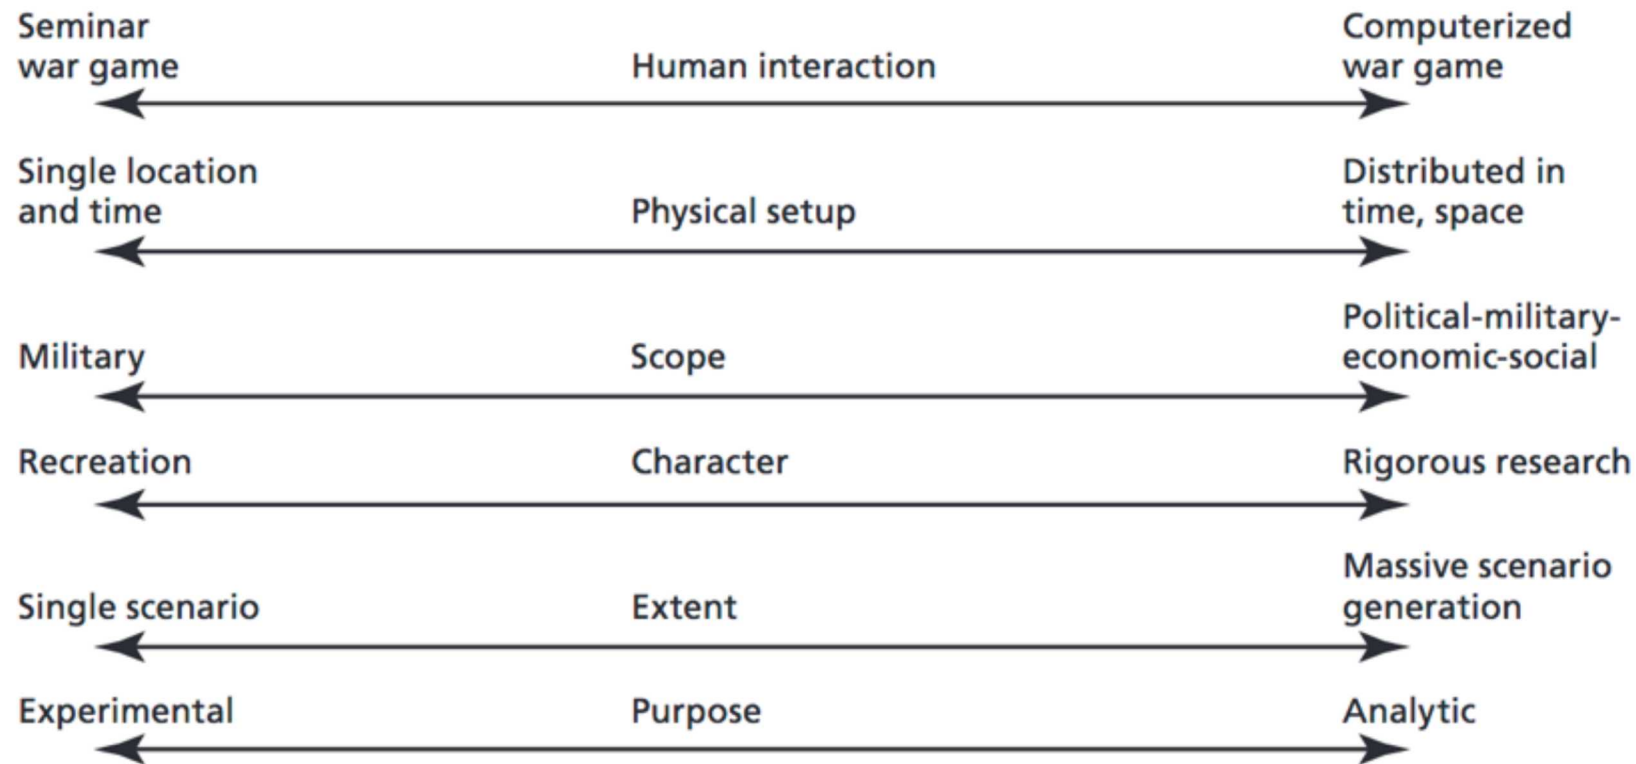 Seminar
war game
Human interaction
Computerized
war game
Single location
and time
Physical setup
Distributed in
time, space
Military
Scope
Political-military-
economic-social
Recreation
Character
Rigorous research
Single scenario
Extent
Massive scenario
generation
Experimental
Purpose
Analytic